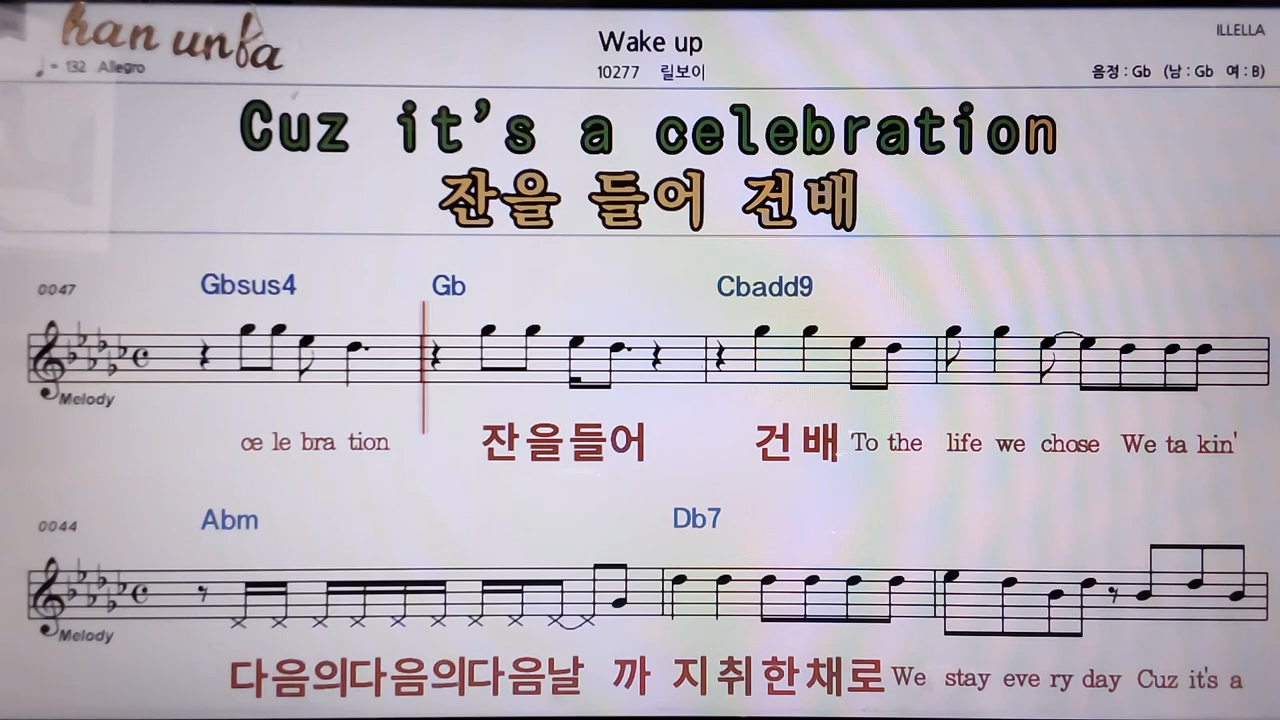 han unfa
Wake up
ILLELLA
♩ = 132 Allegro
10277 릴보이
음정 : Gb (남 : Gb 여 : B)
Cuz it's a celebration
잔을 들어 건배
0047 Gbsus4 Gb Cbadd9
Melody
ce le bra tion 잔을들어 건배 To the life we chose We ta kin'
0044 Abm Db7
Melody
다음의다음의다음날 까 지취한채로 We stay eve ry day Cuz it's a